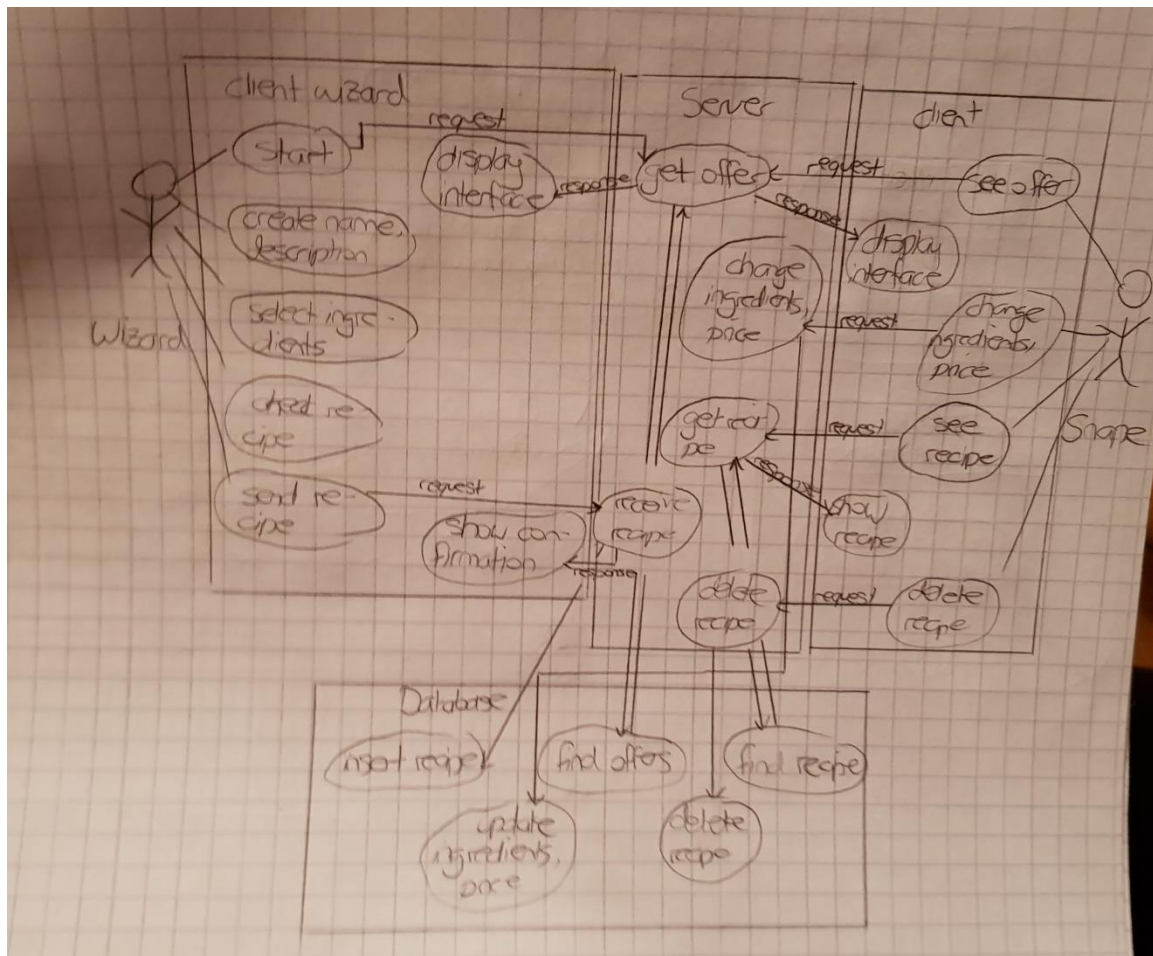 client wizard
Server
client
start
request
display
interface
response
get offer
request
see offer
response
create name,
description
display
interface
change
ingredients,
price
request
change
ingredients,
price
Wizard
select ingre-
dients
check re-
cipe
get reci-
pe
request
see
recipe
Snape
response
send re-
cipe
request
receive
recipe
show
recipe
show con-
firmation
response
delete
recipe
request
delete
recipe
Database
insert recipe
find offers
find recipe
update
ingredients,
price
delete
recipe